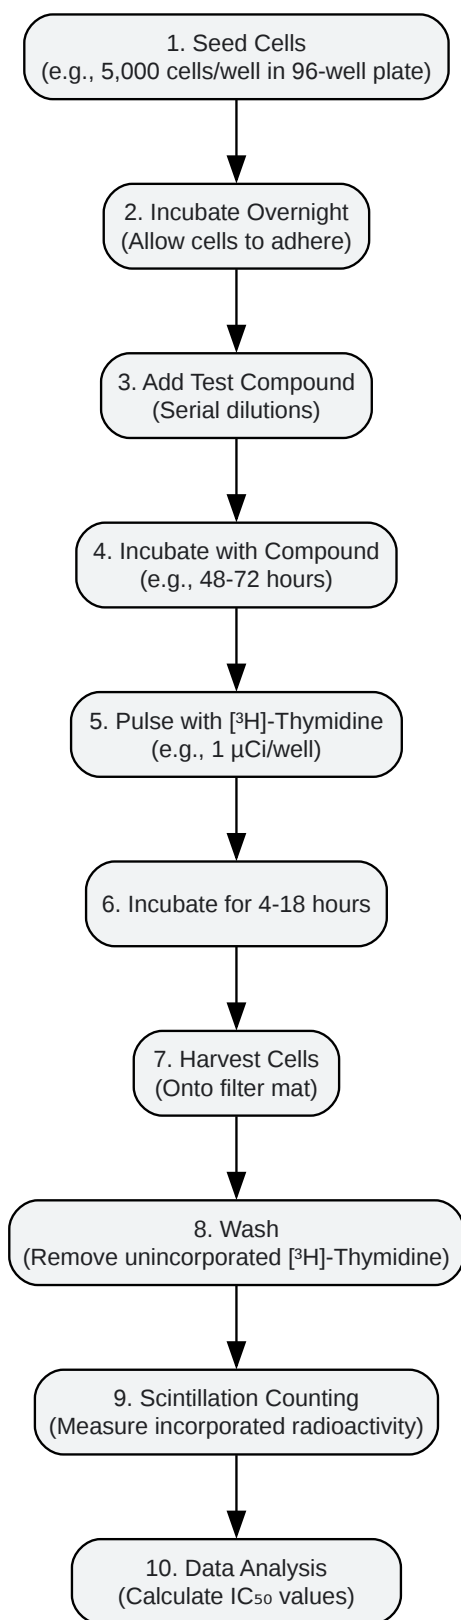 1. Seed Cells
(e.g., 5,000 cells/well in 96-well plate)
2. Incubate Overnight
(Allow cells to adhere)
3. Add Test Compound
(Serial dilutions)
4. Incubate with Compound
(e.g., 48-72 hours)
5. Pulse with [³H]-Thymidine
(e.g., 1 µCi/well)
6. Incubate for 4-18 hours
7. Harvest Cells
(Onto filter mat)
8. Wash
(Remove unincorporated [³H]-Thymidine)
9. Scintillation Counting
(Measure incorporated radioactivity)
10. Data Analysis
(Calculate IC₅₀ values)